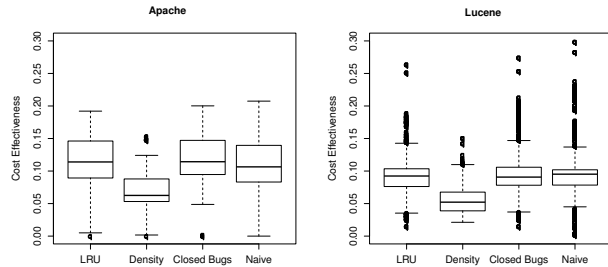 Apache
Cost Effectiveness
0.00 0.05 0.10 0.15 0.20 0.25 0.30
LRU Density Closed Bugs Naive
Lucene
Cost Effectiveness
0.00 0.05 0.10 0.15 0.20 0.25 0.30
LRU Density Closed Bugs Naive